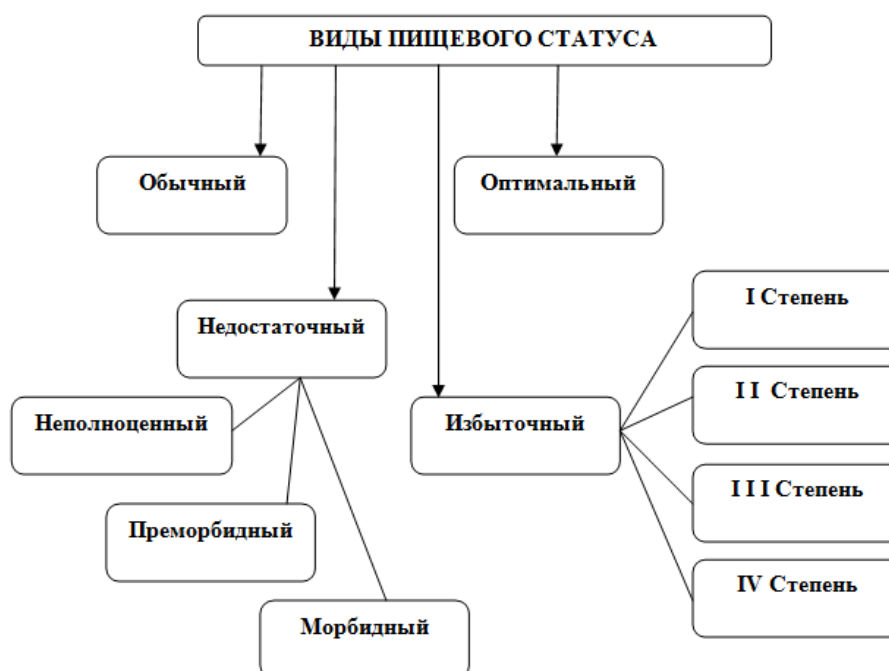 ВИДЫ ПИЩЕВОГО СТАТУСА
Обычный
Оптимальный
Недостаточный
Неполноценный
Преморбидный
Морбидный
Избыточный
I Степень
I I Степень
I I I Степень
IV Степень